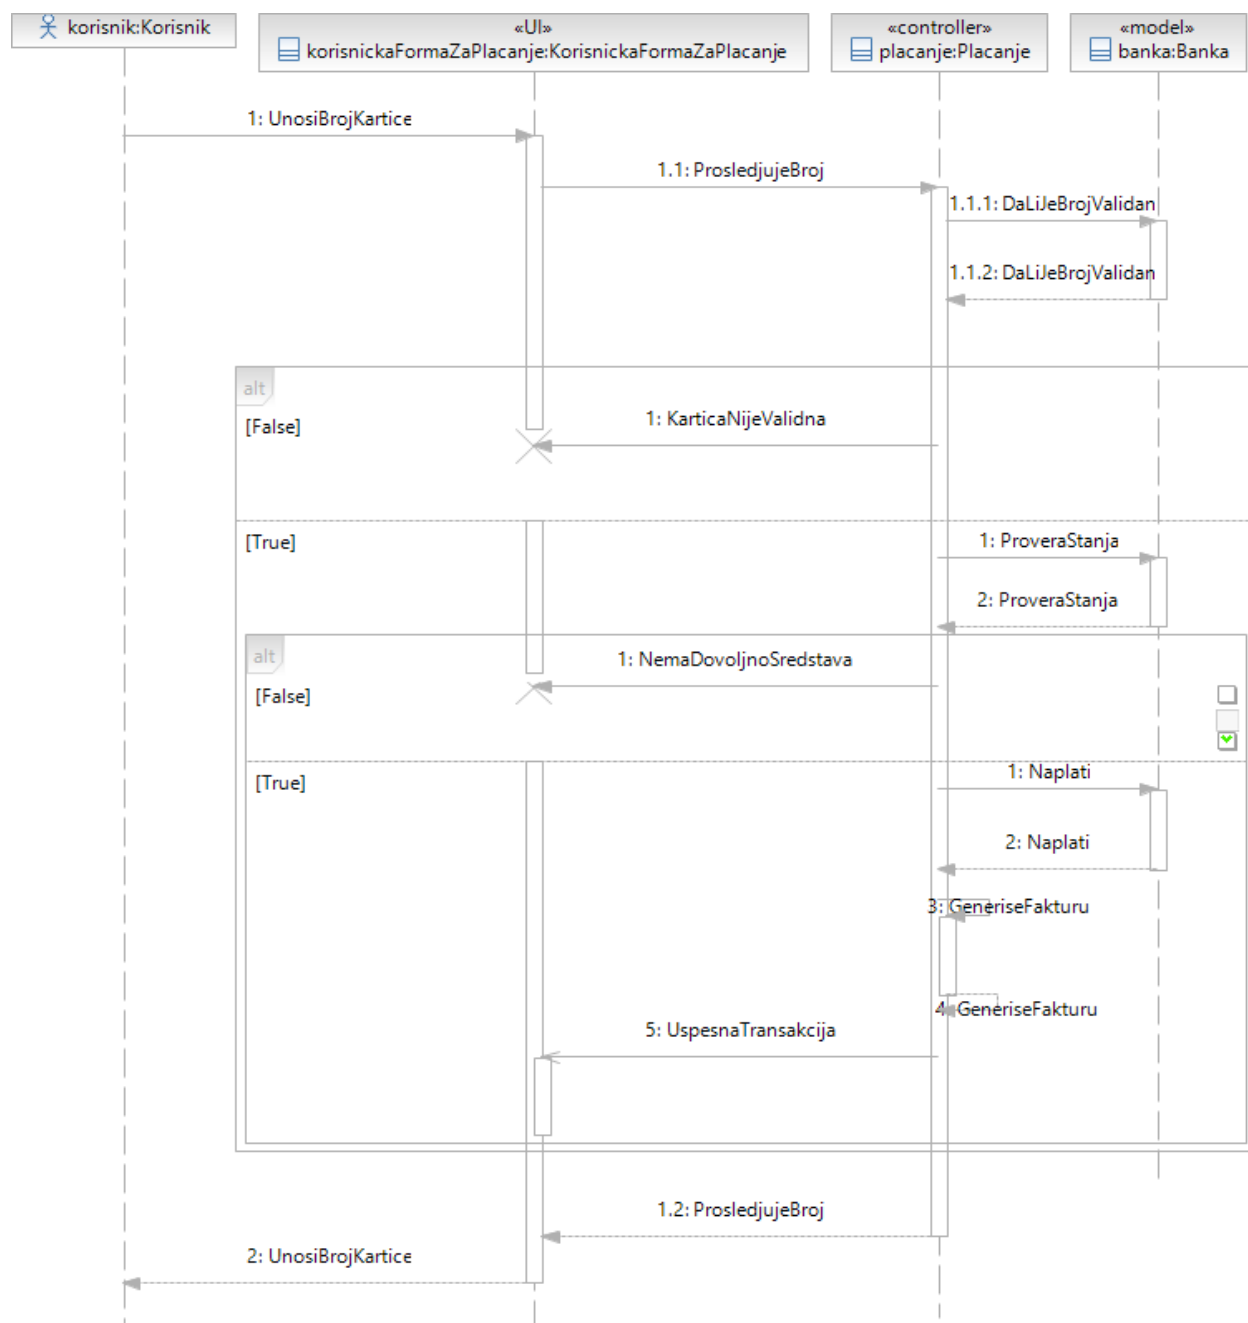 korisnik:Korisnik
«UI»
korisnickaFormaZaPlacanje:KorisnickaFormaZaPlacanje
«controller»
placanje:Placanje
«model»
banka:Banka
1: UnosiBrojKartice
1.1: ProsledjujeBroj
1.1.1: DaLiJeBrojValidan
1.1.2: DaLiJeBrojValidan
alt
[False]
1: KarticaNijeValidna
[True]
1: ProveraStanja
2: ProveraStanja
alt
1: NemaDovoljnoSredstava
[False]
[True]
1: Naplati
2: Naplati
3: GeneriseFakturu
4: GeneriseFakturu
5: UspesnaTransakcija
1.2: ProsledjujeBroj
2: UnosiBrojKartice